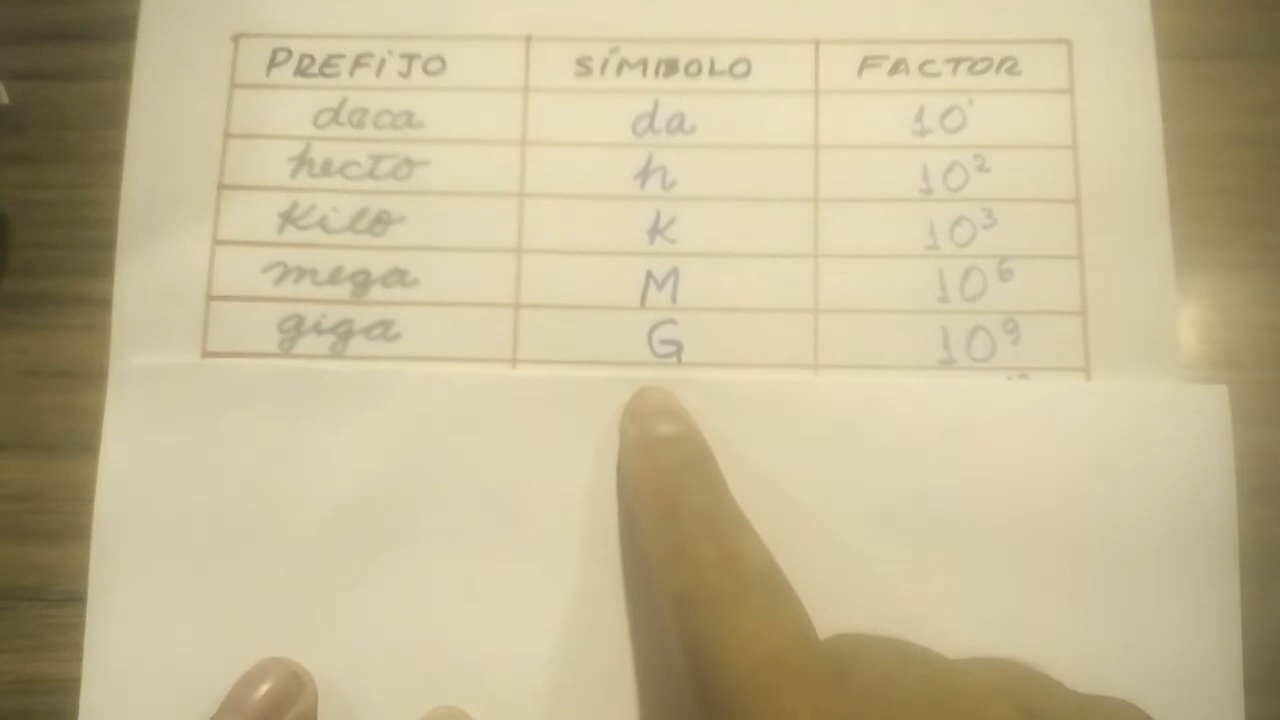 PREFIJO SÍMBOLO FACTOR
deca da 10¹
hecto h 10²
Kilo k 10³
mega M 10⁶
giga G 10⁹